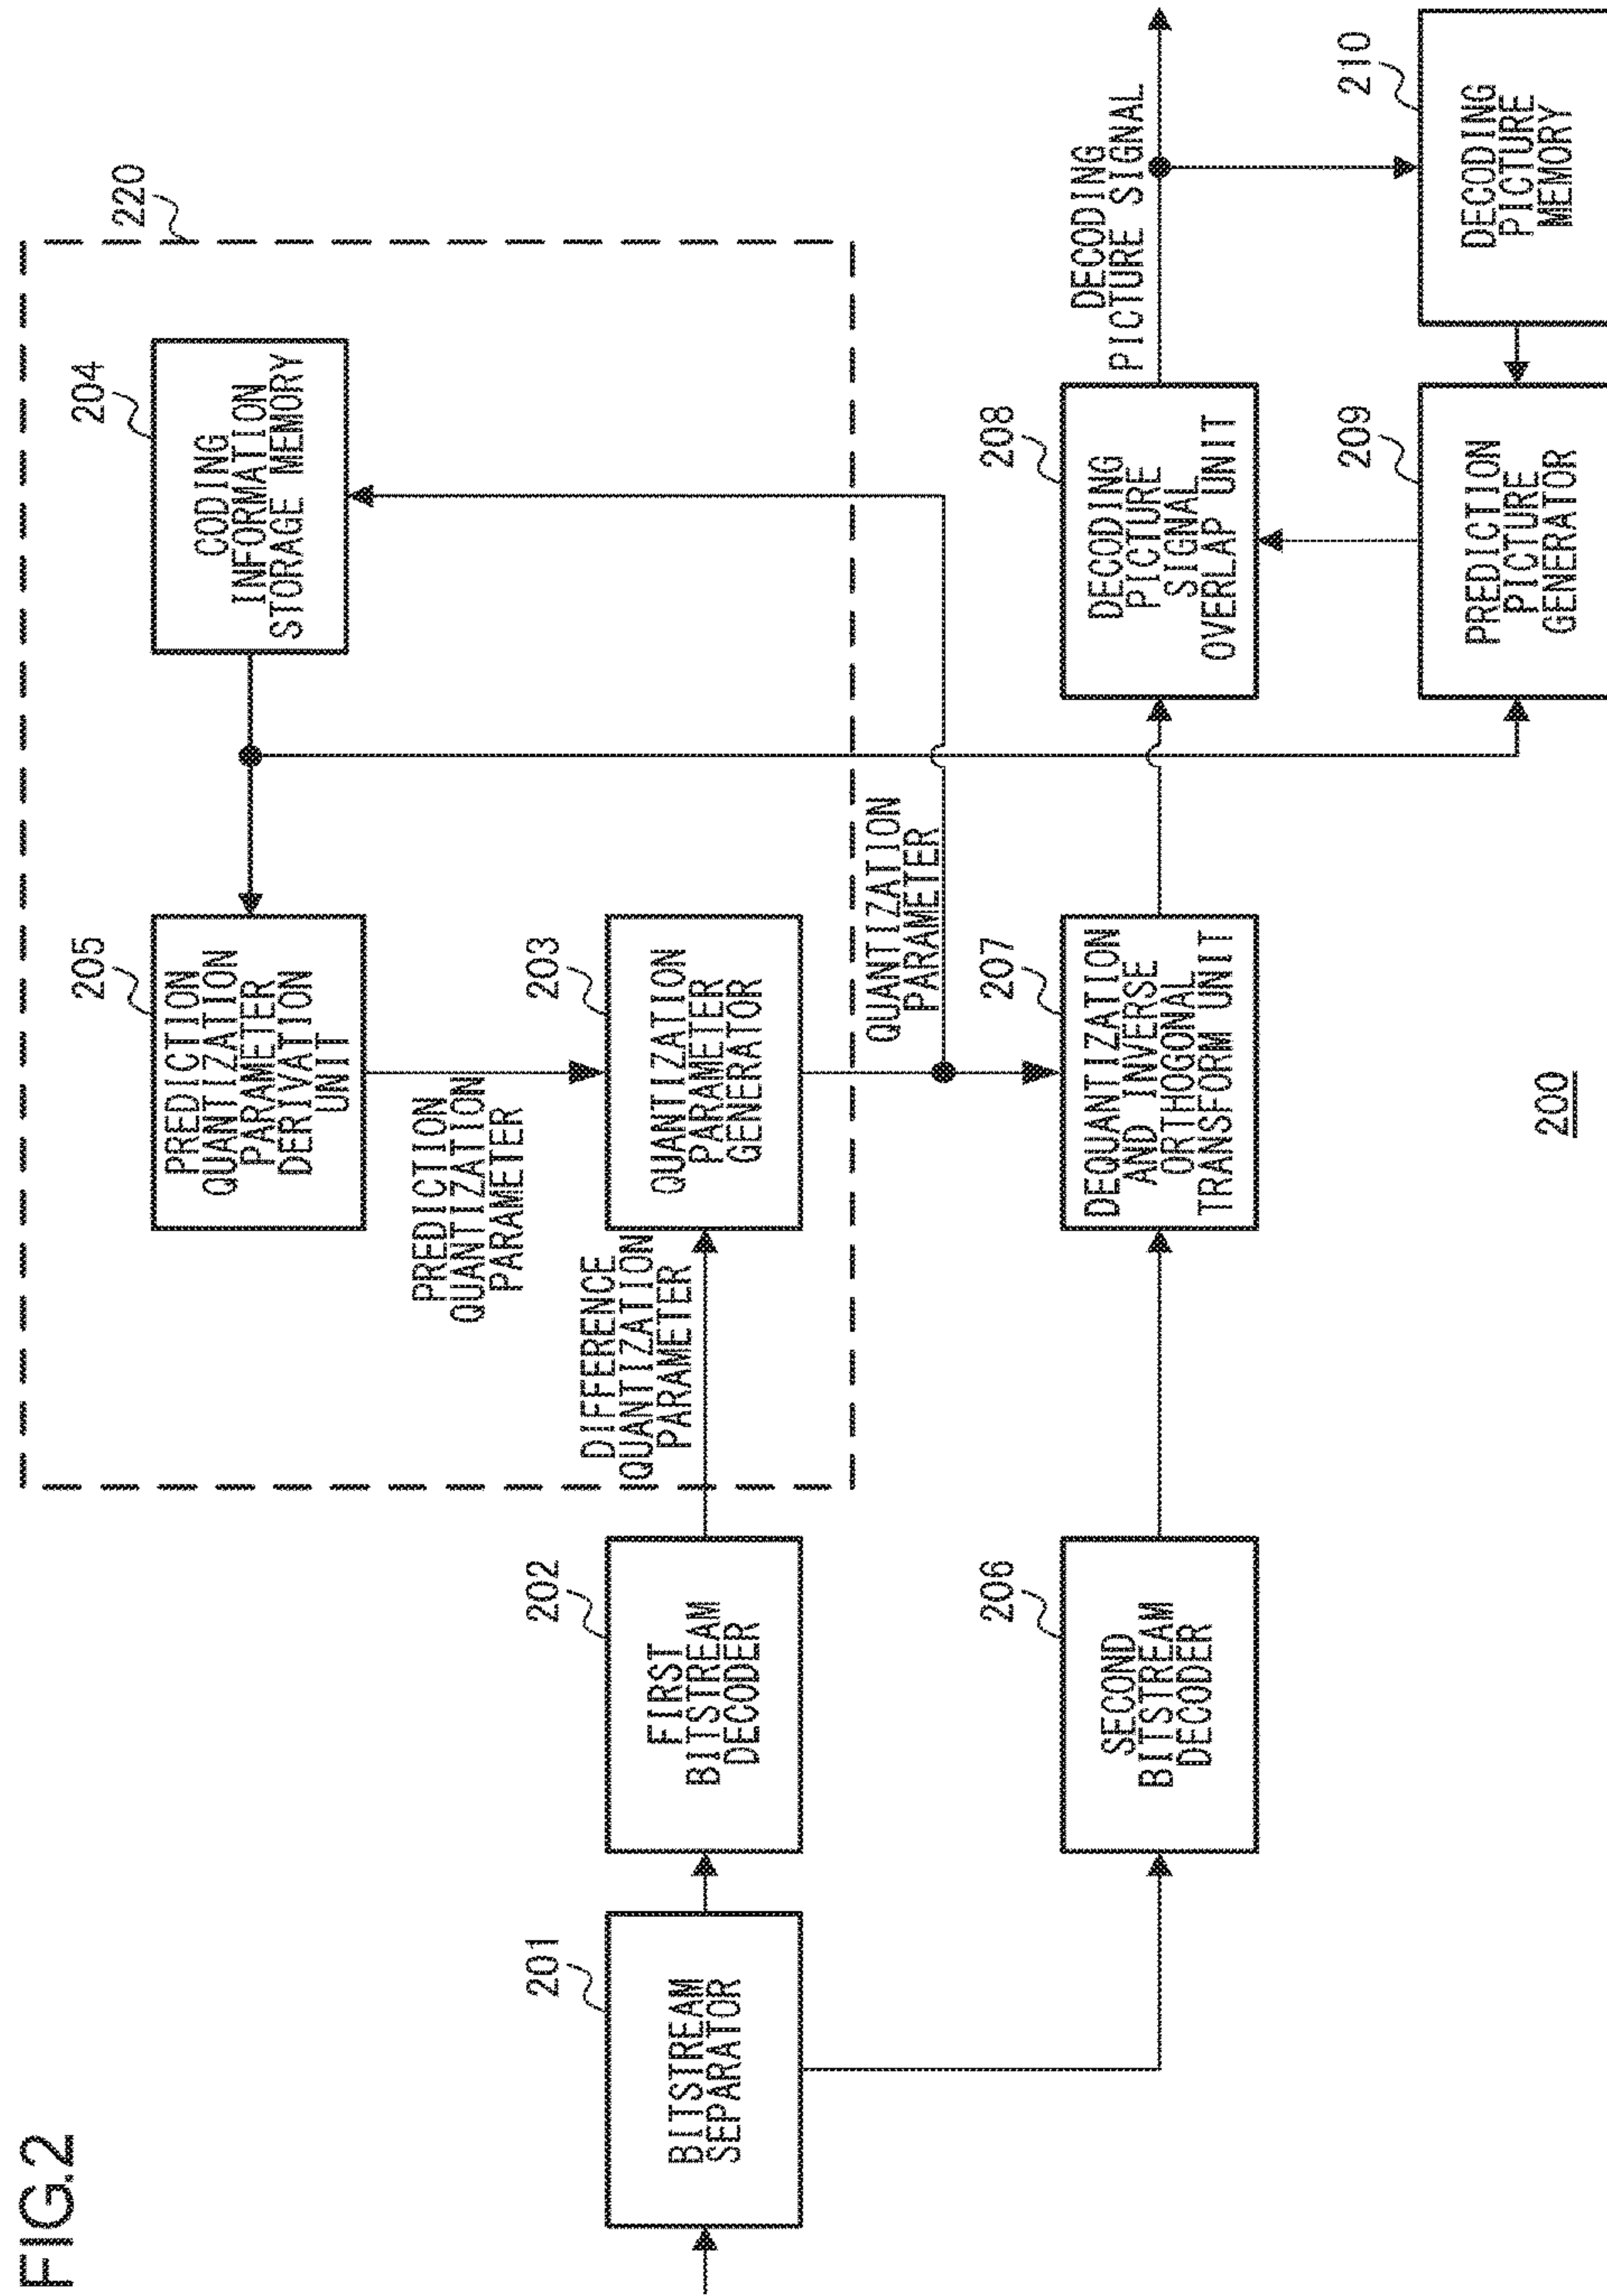 FIG.2
220
205
PREDICTION
QUANTIZATION
PARAMETER
DERIVATION
UNIT
204
CODING
INFORMATION
STORAGE MEMORY
PREDICTION
QUANTIZATION
PARAMETER
201
BITSTREAM
SEPARATOR
202
FIRST
BITSTREAM
DECODER
DIFFERENCE
QUANTIZATION
PARAMETER
203
QUANTIZATION
PARAMETER
GENERATOR
QUANTIZATION
PARAMETER
206
SECOND
BITSTREAM
DECODER
207
DEQUANTIZATION
AND INVERSE
ORTHOGONAL
TRANSFORM UNIT
208
DECODING
PICTURE
SIGNAL
OVERLAP UNIT
DECODING
PICTURE SIGNAL
209
PREDICTION
PICTURE
GENERATOR
210
DECODING
PICTURE
MEMORY
200